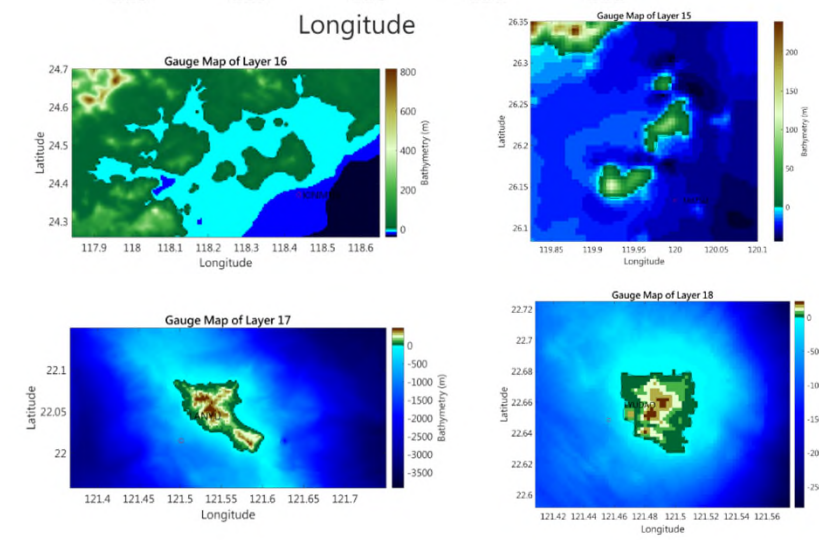 Longitude
Gauge Map of Layer 16
24.7
24.6
24.5
24.4
24.3
Latitude
117.9 118 118.1 118.2 118.3 118.4 118.5 118.6
Longitude
800
600
400
200
0
Bathymetry (m)
Gauge Map of Layer 15
26.35
26.3
26.25
26.2
26.15
26.1
Latitude
119.85 119.9 119.95 120 120.05 120.1
Longitude
200
150
100
50
0
Bathymetry (m)
Gauge Map of Layer 17
22.1
22.05
22
Latitude
121.4 121.45 121.5 121.55 121.6 121.65 121.7
Longitude
0
-500
-1000
-1500
-2000
-2500
-3000
-3500
Bathymetry (m)
Gauge Map of Layer 18
22.72
22.7
22.68
22.66
22.64
22.62
22.6
Latitude
121.42 121.44 121.46 121.48 121.5 121.52 121.54 121.56
Longitude
0